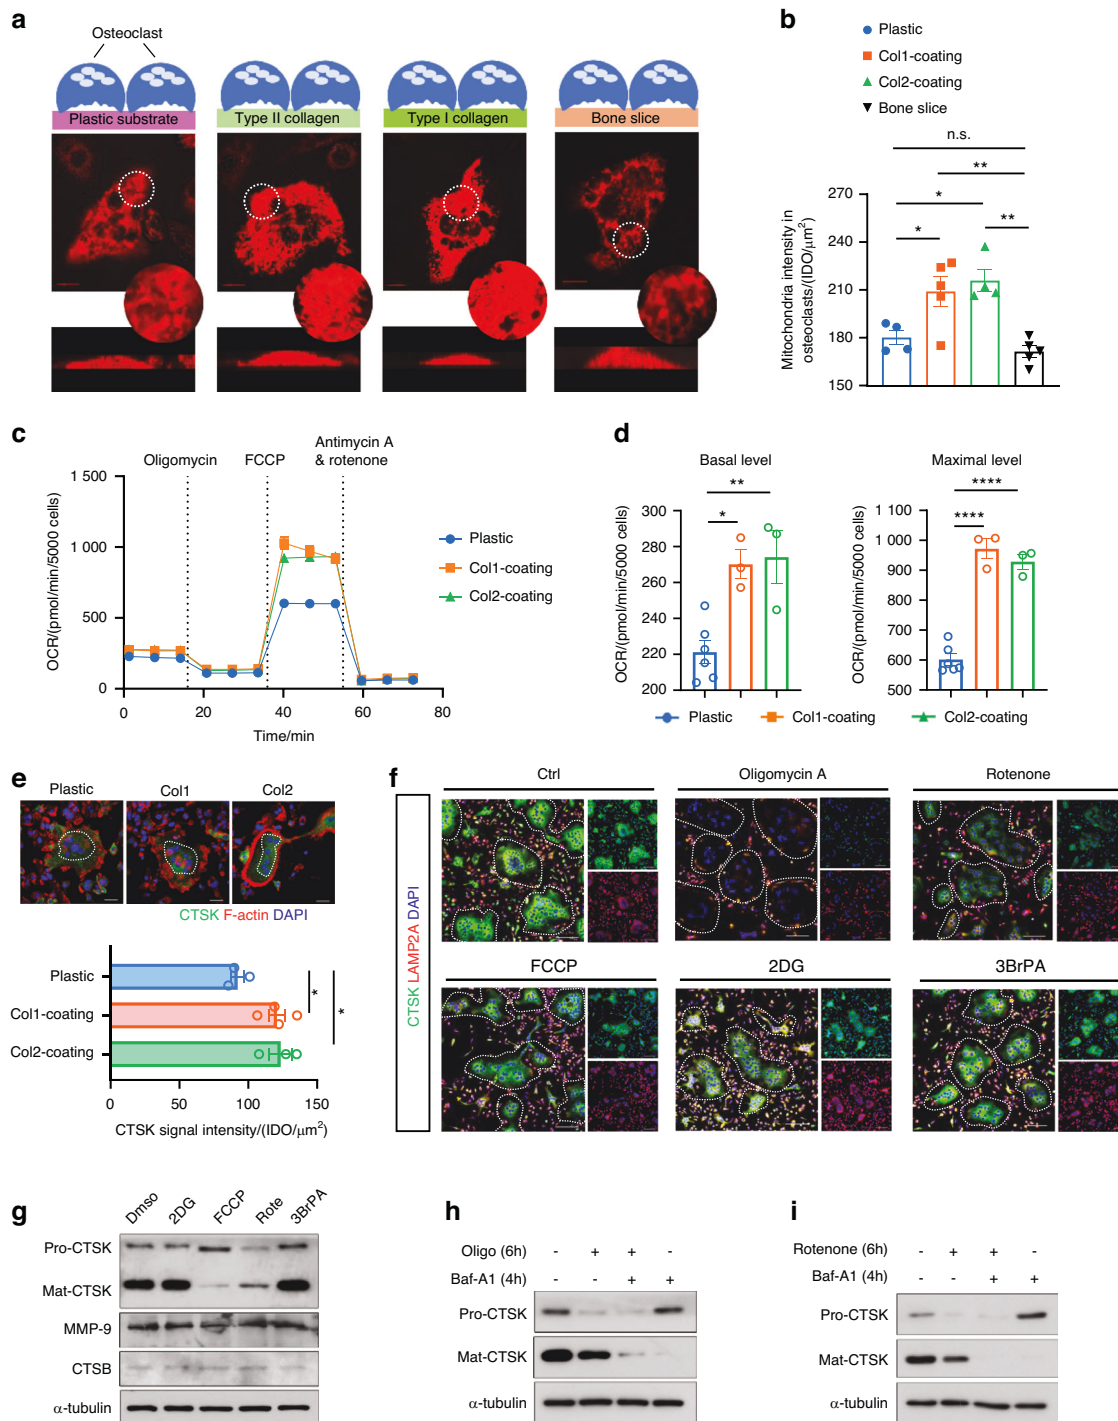 a
Osteoclast
Plastic substrate
Type II collagen
Type I collagen
Bone slice
b
Plastic
Col1-coating
Col2-coating
Bone slice
n.s.
**
*
*
**
270
240
210
180
150
Mitochondria intensity in
osteoclasts/(IDO/μm²)
c
Oligomycin
FCCP
Antimycin A
& rotenone
1 500
1 000
500
0
OCR/(pmol/min/5000 cells)
0
20
40
60
80
Time/min
Plastic
Col1-coating
Col2-coating
d
Basal level
**
*
300
280
260
240
220
200
OCR/(pmol/min/5000 cells)
Maximal level
****
****
1 100
1 000
900
800
700
600
500
OCR/(pmol/min/5000 cells)
Plastic
Col1-coating
Col2-coating
e
Plastic
Col1
Col2
CTSK F-actin DAPI
Plastic
Col1-coating
Col2-coating
*
*
0
50
100
150
CTSK signal intensity/(IDO/μm²)
f
Ctrl
Oligomycin A
Rotenone
CTSK LAMP2A DAPI
FCCP
2DG
3BrPA
g
Dmso
2DG
FCCP
Rote
3BrPA
Pro-CTSK
Mat-CTSK
MMP-9
CTSB
α-tubulin
h
Oligo (6h) - + + -
Baf-A1 (4h) - - + +
Pro-CTSK
Mat-CTSK
α-tubulin
i
Rotenone (6h) - + + -
Baf-A1 (4h) - - + +
Pro-CTSK
Mat-CTSK
α-tubulin